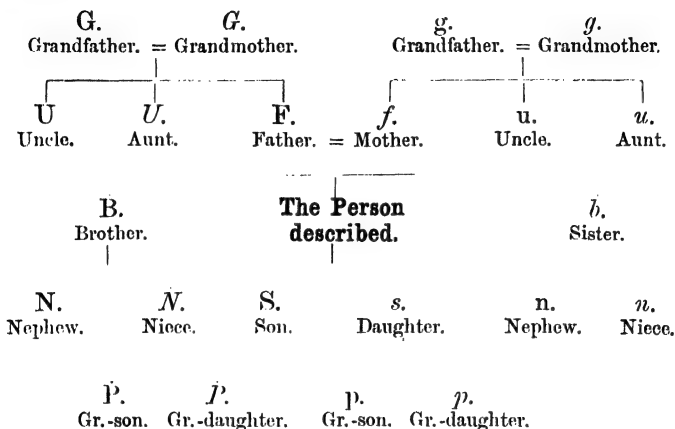 G. G. g. g.
Grandfather. = Grandmother. Grandfather. = Grandmother.
U U. F. f. u. u.
Uncle. Aunt. Father. = Mother. Uncle. Aunt.
B. The Person b.
Brother. described. Sister.
N. N. S. s. n. n.
Nephew. Niece. Son. Daughter. Nephew. Niece.
P. P. p. p.
Gr.-son. Gr.-daughter. Gr.-son. Gr.-daughter.